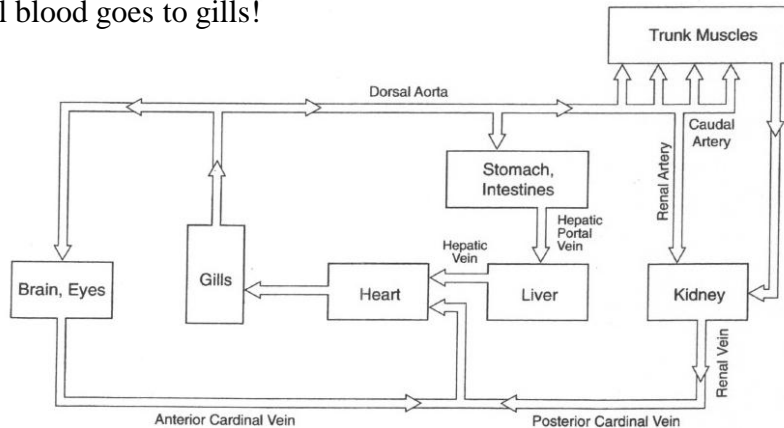 l blood goes to gills!
Trunk Muscles
Dorsal Aorta
Caudal
Artery
Renal Artery
Stomach,
Intestines
Hepatic
Portal
Vein
Hepatic
Vein
Brain, Eyes
Gills
Heart
Liver
Kidney
Renal Vein
Anterior Cardinal Vein
Posterior Cardinal Vein